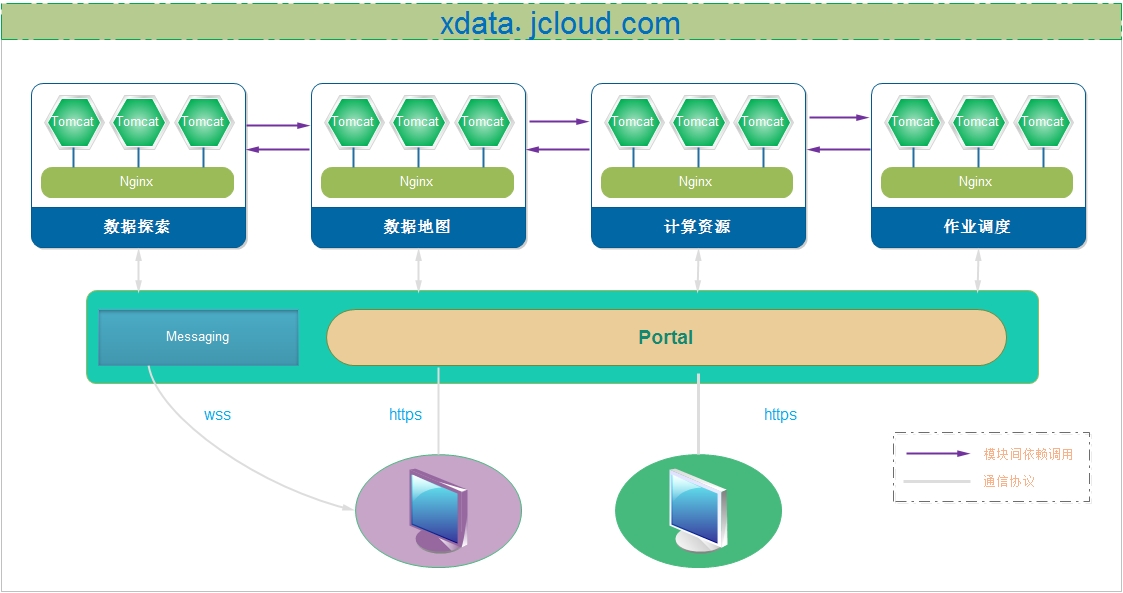 xdata.jcloud.com
Tomcat Tomcat Tomcat
Nginx
数据探索
Tomcat Tomcat Tomcat
Nginx
数据地图
Tomcat Tomcat Tomcat
Nginx
计算资源
Tomcat Tomcat Tomcat
Nginx
作业调度
Messaging
Portal
wss
https
https
模块间依赖调用
通信协议